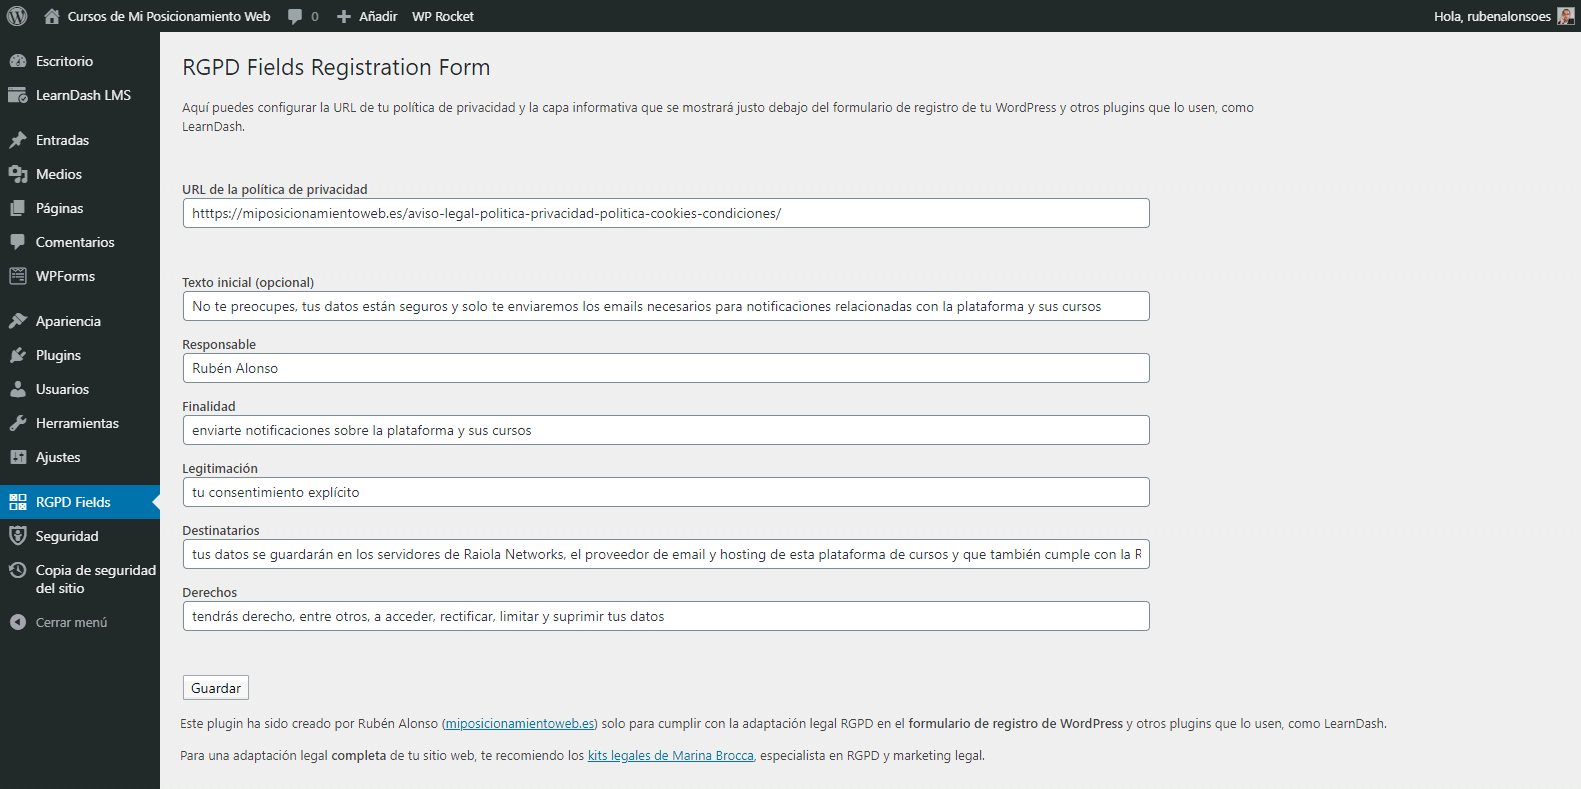 Cursos de Mi Posicionamiento Web 0 Añadir WP Rocket Hola, rubenalonsoes
Escritorio
LearnDash LMS
Entradas
Medios
Páginas
Comentarios
WPForms
Apariencia
Plugins
Usuarios
Herramientas
Ajustes
RGPD Fields
Seguridad
Copia de seguridad
del sitio
Cerrar menú
RGPD Fields Registration Form
Aquí puedes configurar la URL de tu política de privacidad y la capa informativa que se mostrará justo debajo del formulario de registro de tu WordPress y otros plugins que lo usen, como
LearnDash.
URL de la política de privacidad
htttps://miposicionamientoweb.es/aviso-legal-politica-privacidad-politica-cookies-condiciones/
Texto inicial (opcional)
No te preocupes, tus datos están seguros y solo te enviaremos los emails necesarios para notificaciones relacionadas con la plataforma y sus cursos
Responsable
Rubén Alonso
Finalidad
enviarte notificaciones sobre la plataforma y sus cursos
Legitimación
tu consentimiento explícito
Destinatarios
tus datos se guardarán en los servidores de Raiola Networks, el proveedor de email y hosting de esta plataforma de cursos y que también cumple con la R
Derechos
tendrás derecho, entre otros, a acceder, rectificar, limitar y suprimir tus datos
Guardar
Este plugin ha sido creado por Rubén Alonso (miposicionamientoweb.es) solo para cumplir con la adaptación legal RGPD en el formulario de registro de WordPress y otros plugins que lo usen, como LearnDash.
Para una adaptación legal completa de tu sitio web, te recomiendo los kits legales de Marina Brocca, especialista en RGPD y marketing legal.